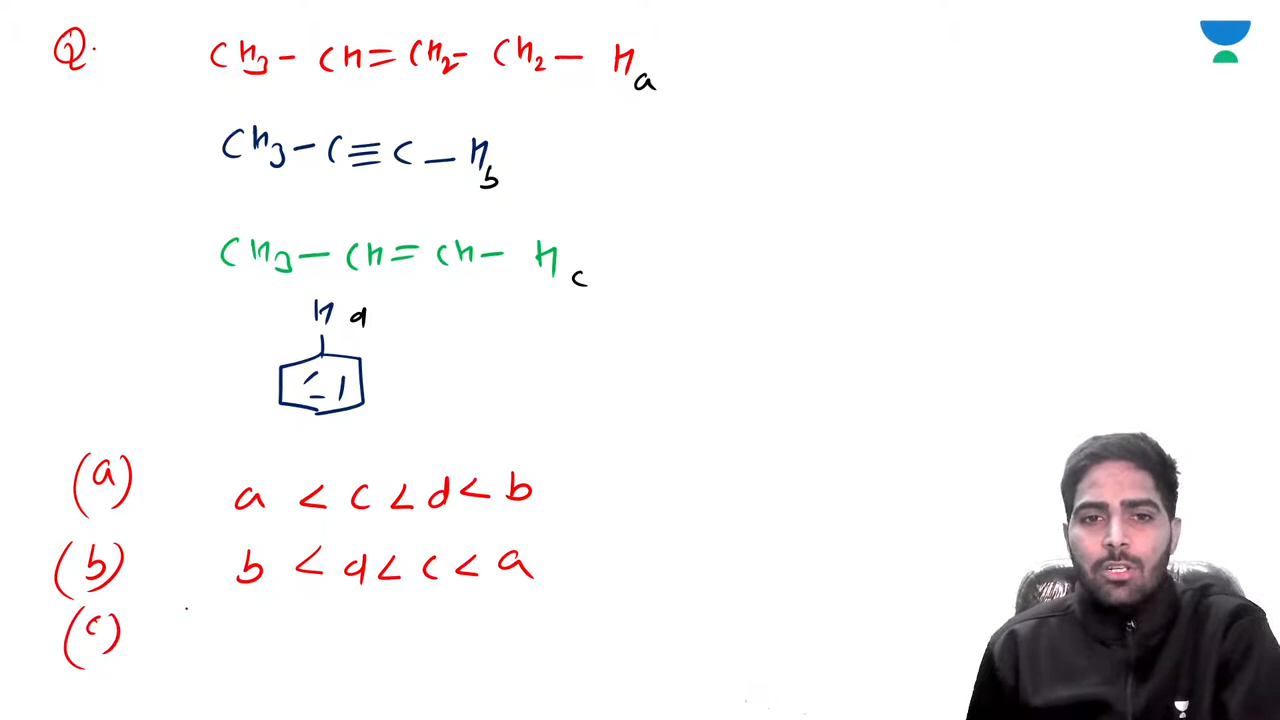 Q. CH3 - CH = CH2 - CH2 - Ha
CH3 - C ≡ C - Hb
CH3 - CH = CH - Hc
H d
(a) a < c < d < b
(b) b < d < c < a
(c)